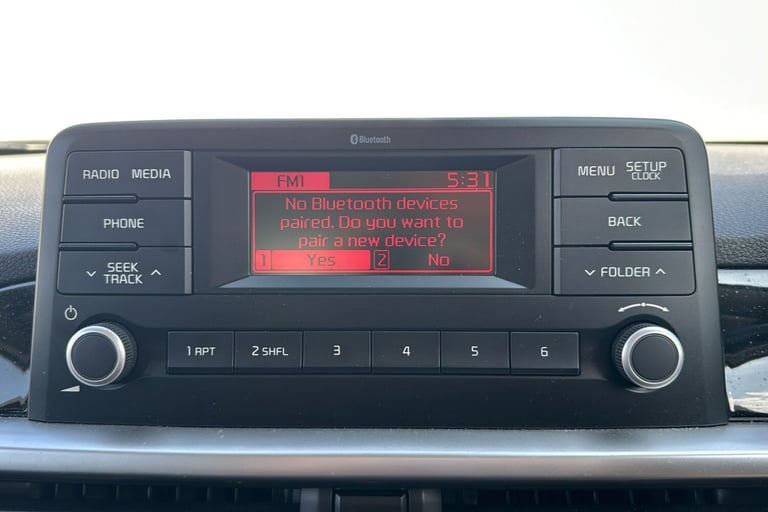 Bluetooth
RADIO MEDIA
PHONE
SEEK
TRACK
FM1 5:31
No Bluetooth devices
paired. Do you want to
pair a new device?
1 Yes 2 No
MENU SETUP
CLOCK
BACK
FOLDER
1 RPT 2 SHFL 3 4 5 6